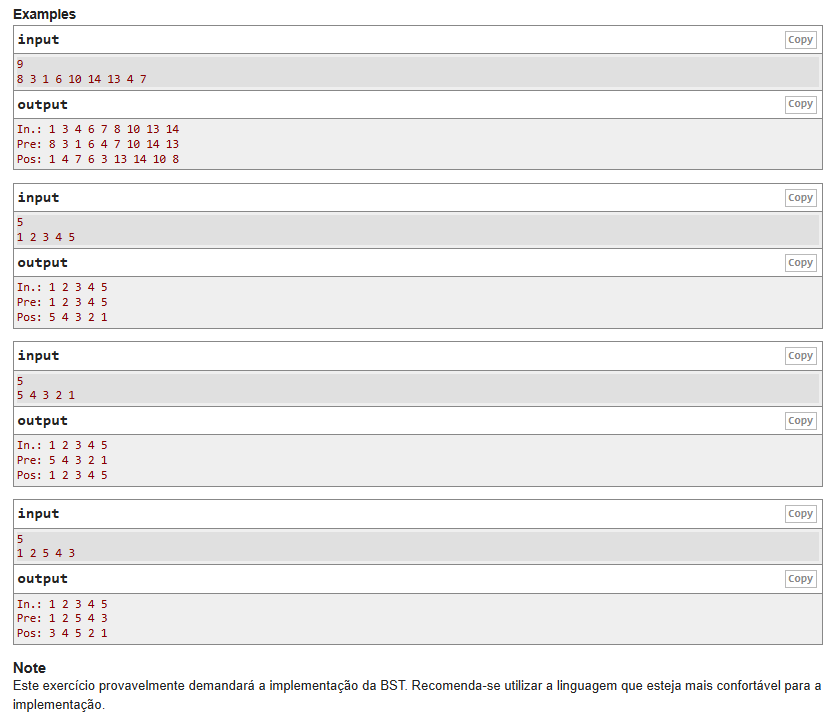 Examples
input
Copy
9
8 3 1 6 10 14 13 4 7
output
Copy
In.: 1 3 4 6 7 8 10 13 14
Pre: 8 3 1 6 4 7 10 14 13
Pos: 1 4 7 6 3 13 14 10 8
input
Copy
5
1 2 3 4 5
output
Copy
In.: 1 2 3 4 5
Pre: 1 2 3 4 5
Pos: 5 4 3 2 1
input
Copy
5
5 4 3 2 1
output
Copy
In.: 1 2 3 4 5
Pre: 5 4 3 2 1
Pos: 1 2 3 4 5
input
Copy
5
1 2 5 4 3
output
Copy
In.: 1 2 3 4 5
Pre: 1 2 5 4 3
Pos: 3 4 5 2 1
Note
Este exercício provavelmente demandará a implementação da BST. Recomenda-se utilizar a linguagem que esteja mais confortável para a
implementação.